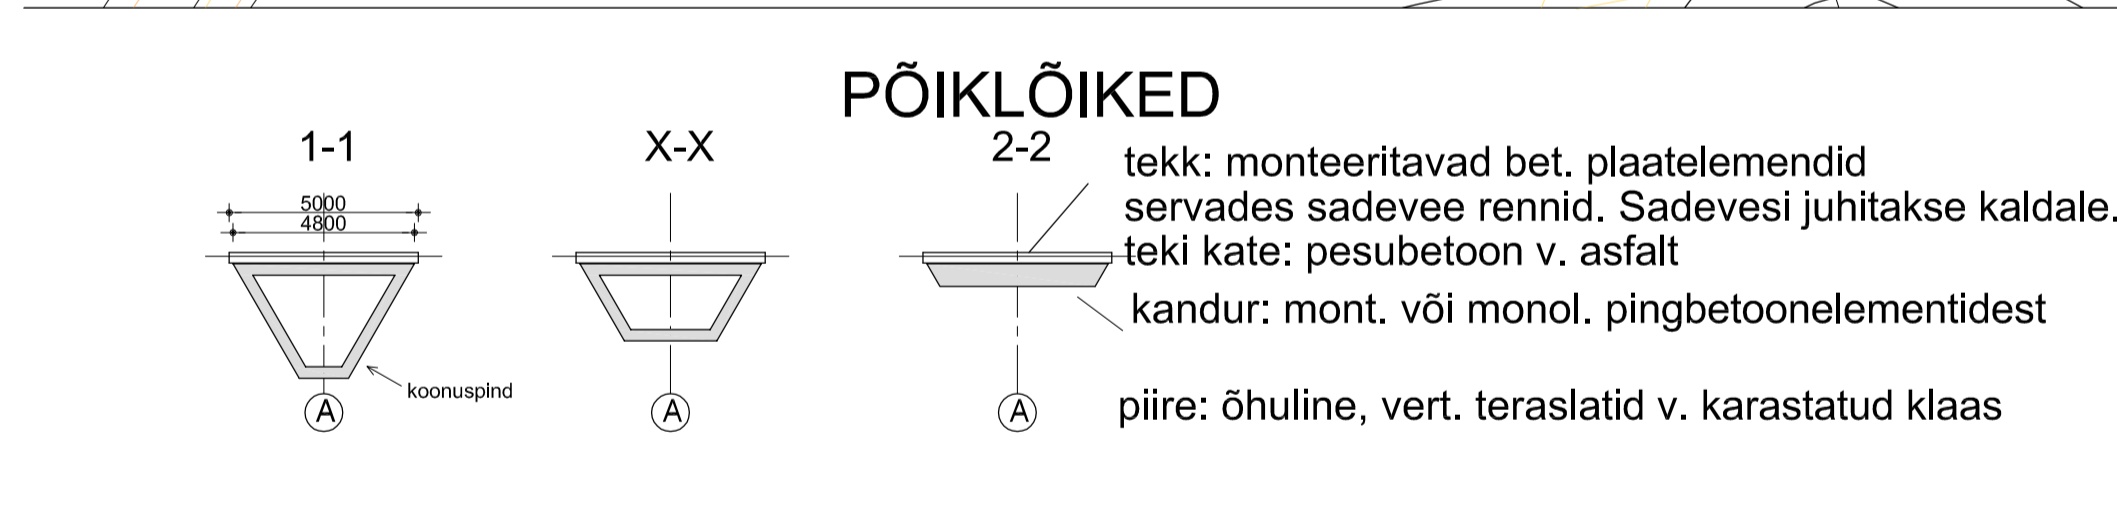 PÕIKLÕIKED
1-1
X-X
2-2
5000
4800
koonuspind
A
A
A
tekk: monteeritavad bet. plaatelemendid
servades sadevee rennid. Sadevesi juhitakse kaldale.
teki kate: pesubetoon v. asfalt
kandur: mont. või monol. pingbetoonelementidest
piire: õhuline, vert. teraslatid v. karastatud klaas